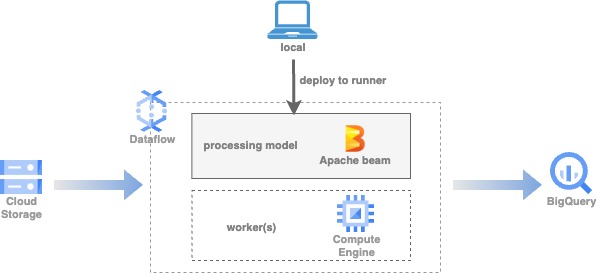 local
deploy to runner
Dataflow
processing model
Apache beam
Cloud
Storage
BigQuery
worker(s)
Compute
Engine